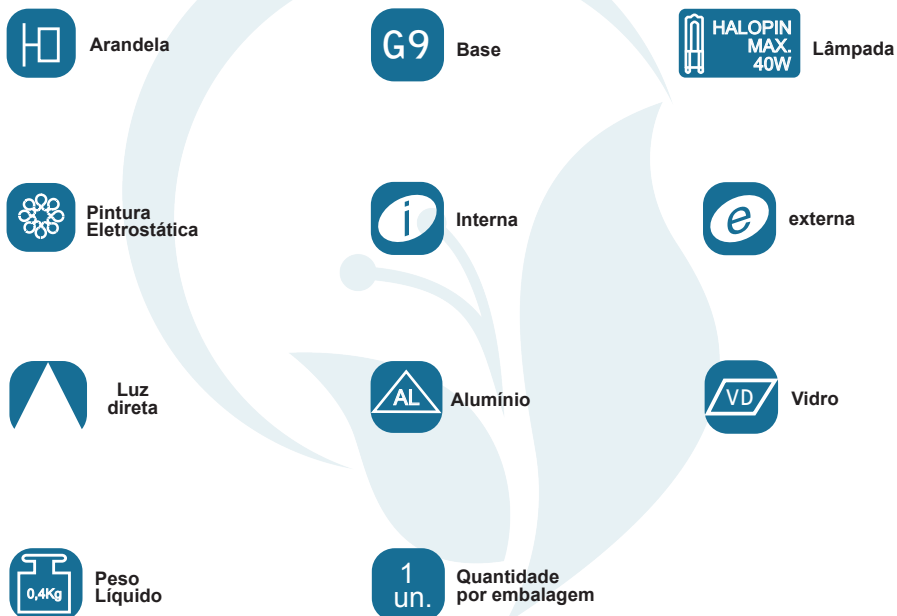 Arandela
G9
Base
HALOPIN
MAX.
40W
Lâmpada
Pintura
Eletrostática
i
Interna
e
externa
Luz
direta
AL
Alumínio
VD
Vidro
0,4Kg
Peso
Líquido
1
un.
Quantidade
por embalagem